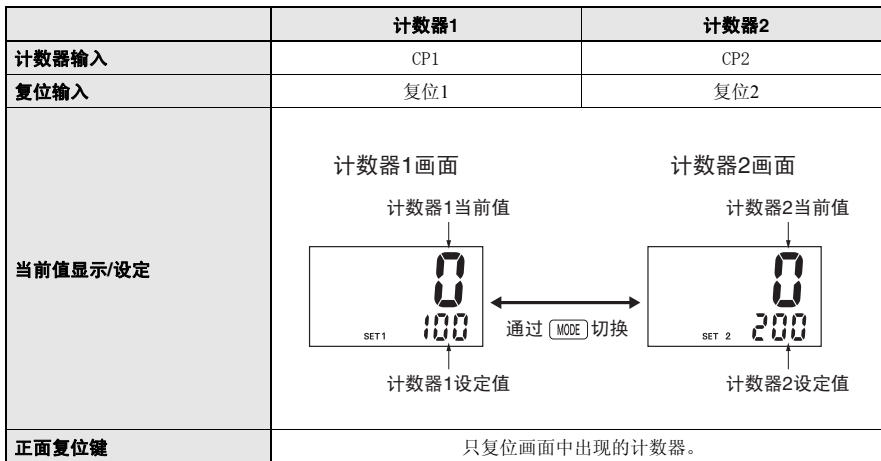 计数器1 计数器2
计数器输入 CP1 CP2
复位输入 复位1 复位2
当前值显示/设定
计数器1画面 计数器2画面
计数器1当前值 计数器2当前值
0 0
通过 MODE 切换
SET1 100 SET 2 200
计数器1设定值 计数器2设定值
正面复位键 只复位画面中出现的计数器。